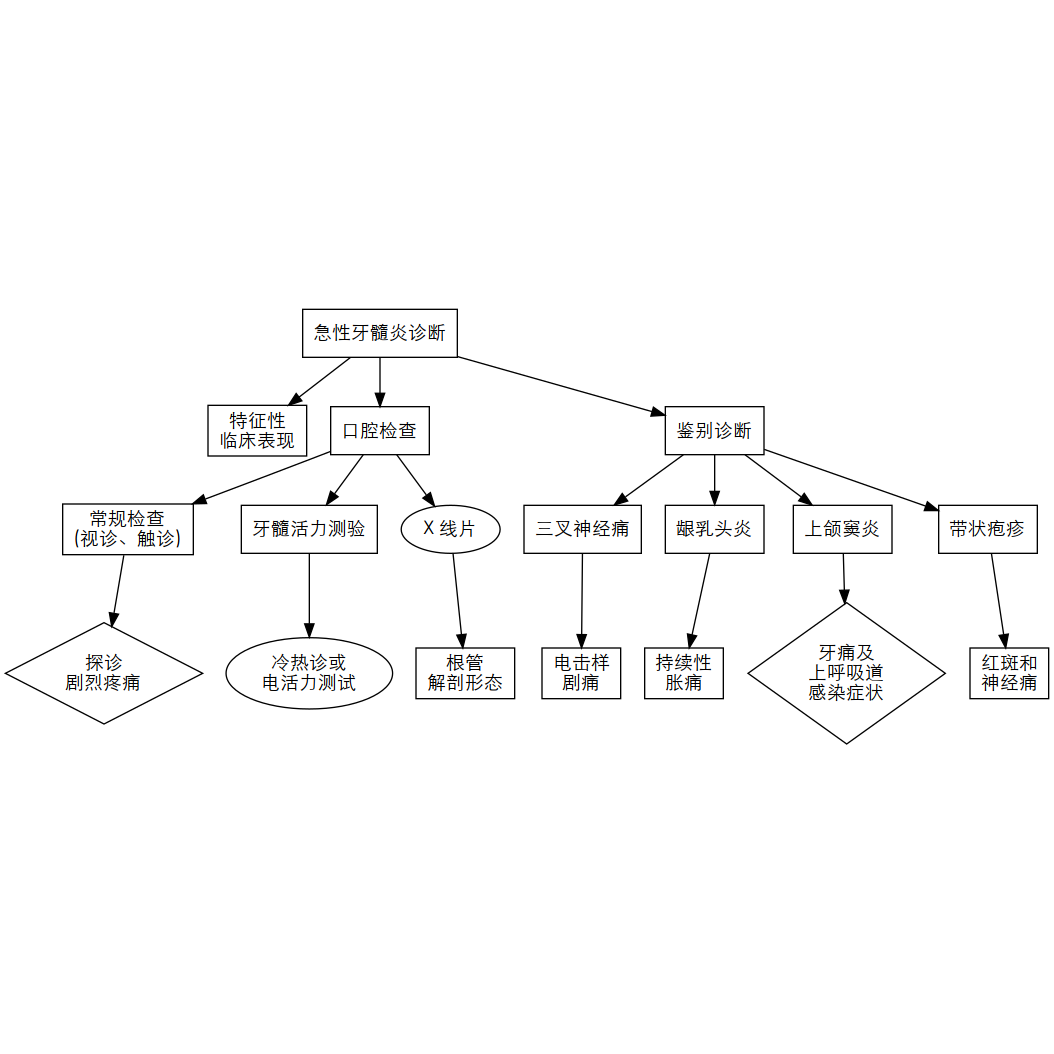 急性牙髓炎诊断
特征性
临床表现
口腔检查
鉴别诊断
常规检查
(视诊、触诊)
牙髓活力测验
X 线片
三叉神经痛
龈乳头炎
上颌窦炎
带状疱疹
探诊
剧烈疼痛
冷热诊或
电活力测试
根管
解剖形态
电击样
剧痛
持续性
胀痛
牙痛及
上呼吸道
感染症状
红斑和
神经痛